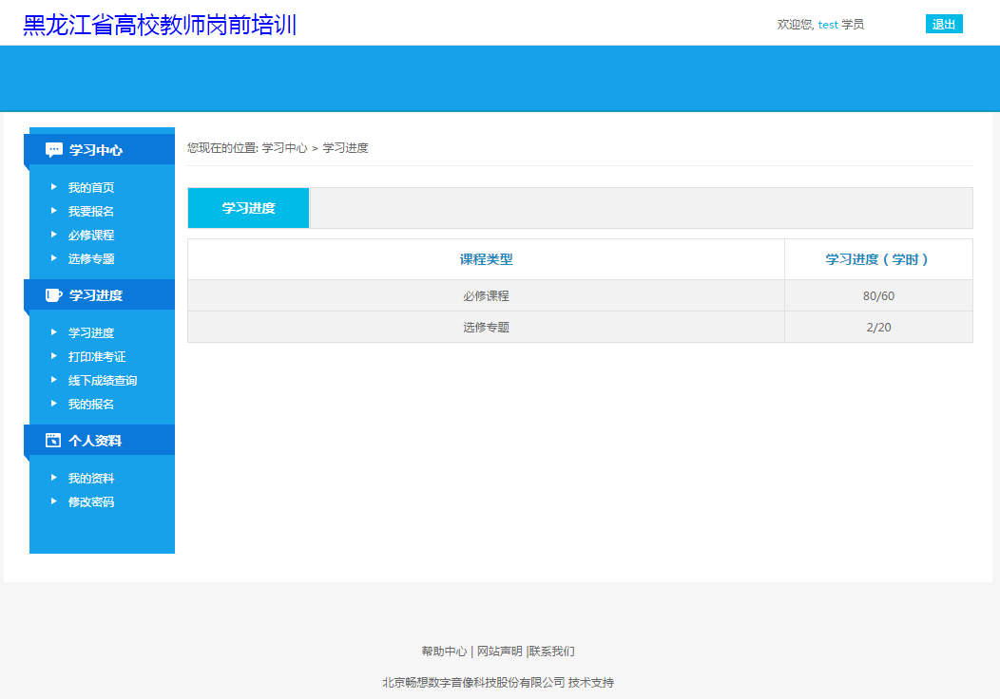 黑龙江省高校教师岗前培训
欢迎您, test 学员
退出
学习中心
我的首页
我要报名
必修课程
选修专题
学习进度
学习进度
打印准考证
线下成绩查询
我的报名
个人资料
我的资料
修改密码
您现在的位置: 学习中心 > 学习进度
学习进度
课程类型 学习进度（学时）
必修课程 80/60
选修专题 2/20
帮助中心 | 网站声明 |联系我们
北京畅想数字音像科技股份有限公司 技术支持